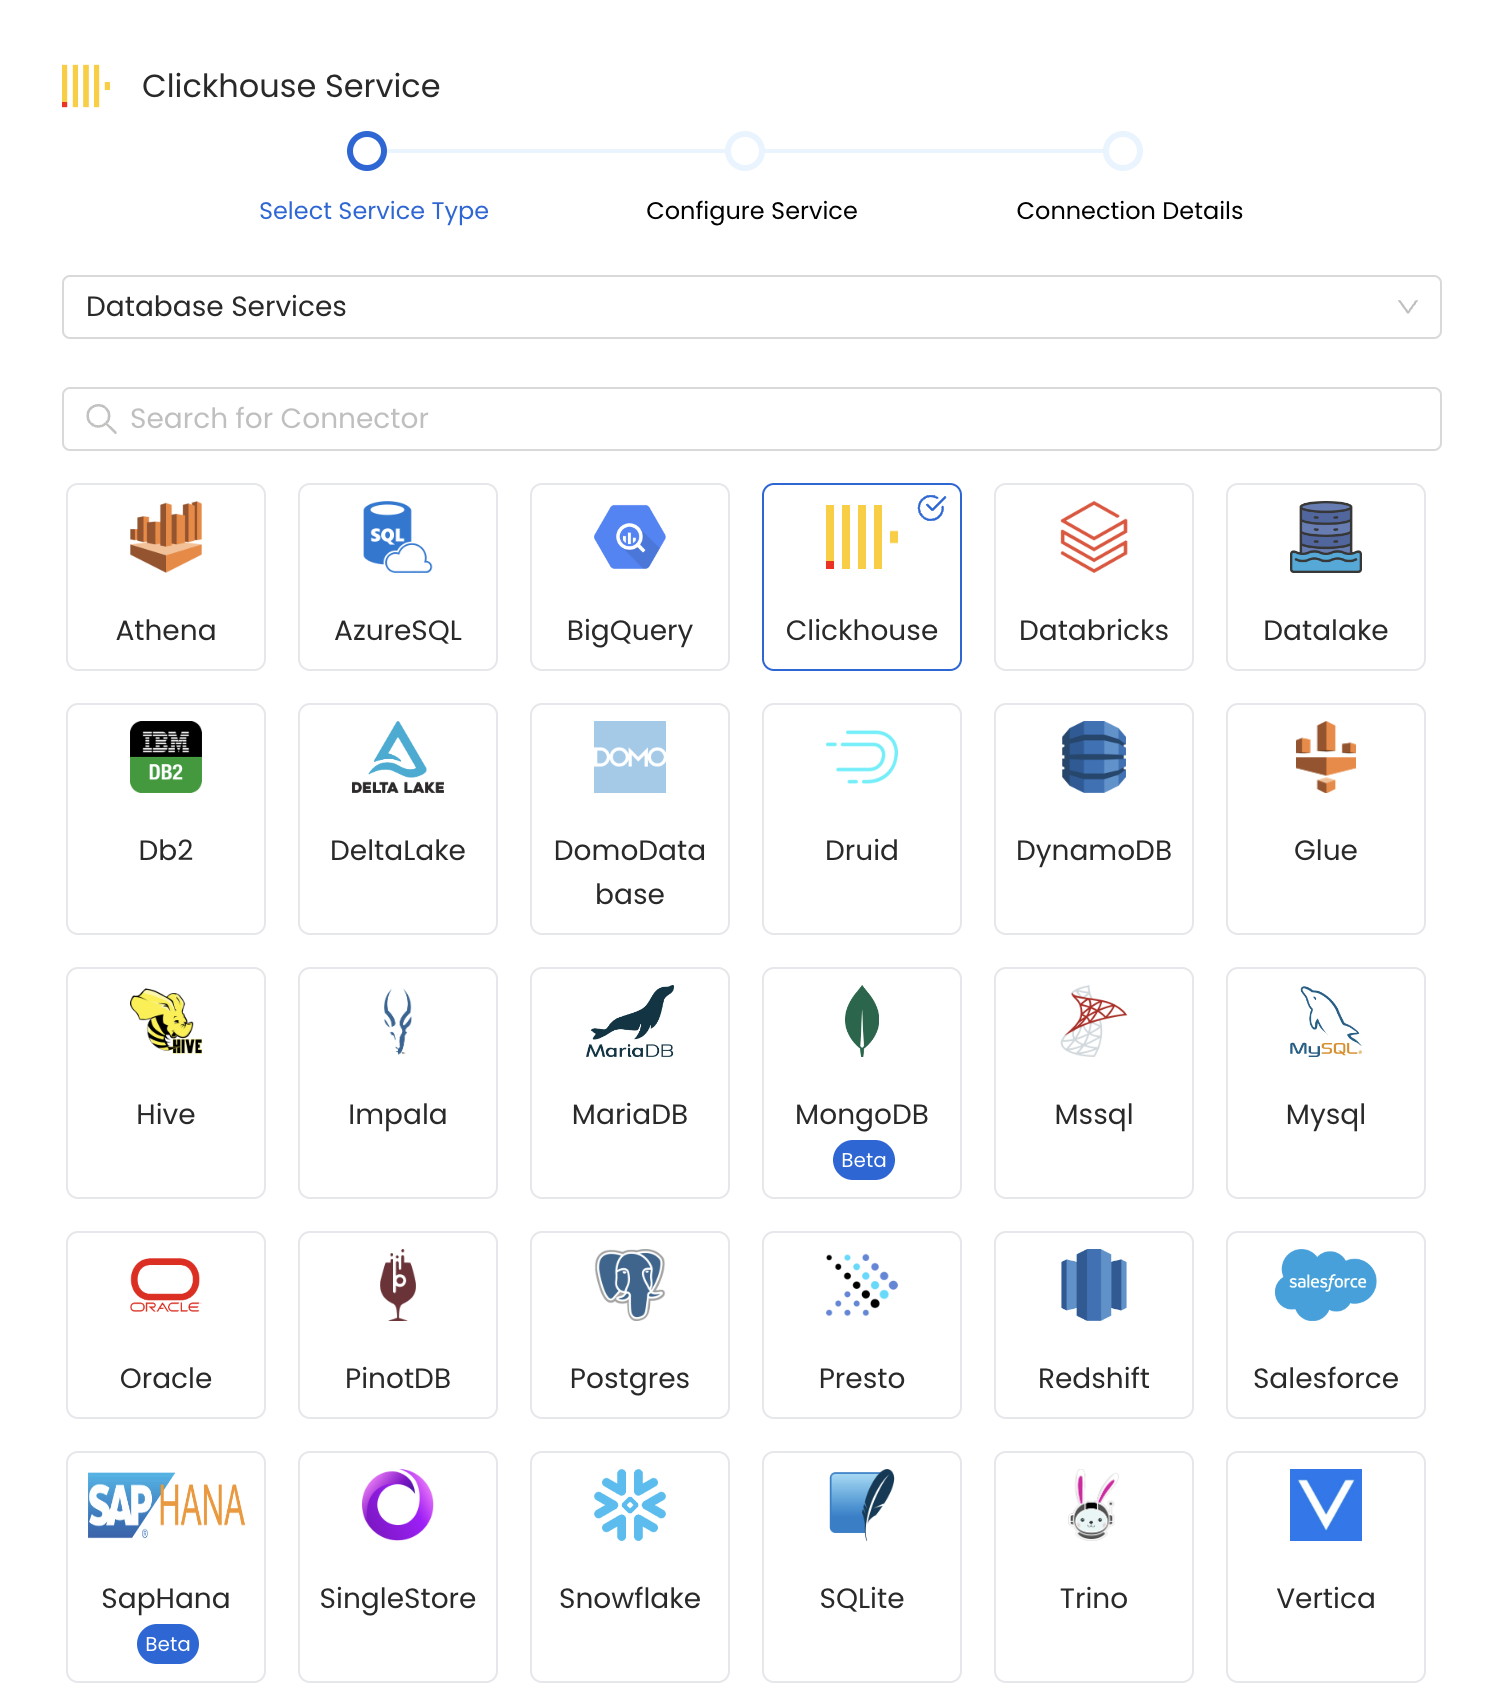 Clickhouse Service
Select Service Type
Configure Service
Connection Details
Database Services
Search for Connector
SQL
Athena
AzureSQL
BigQuery
Clickhouse
Databricks
Datalake
IBM
DB2
DELTA LAKE
DOMO
Db2
DeltaLake
DomoData
base
Druid
DynamoDB
Glue
HIVE
MariaDB
MySQL
Hive
Impala
MariaDB
MongoDB
Beta
Mssql
Mysql
ORACLE
salesforce
Oracle
PinotDB
Postgres
Presto
Redshift
Salesforce
SAP HANA
SapHana
Beta
SingleStore
Snowflake
SQLite
Trino
Vertica